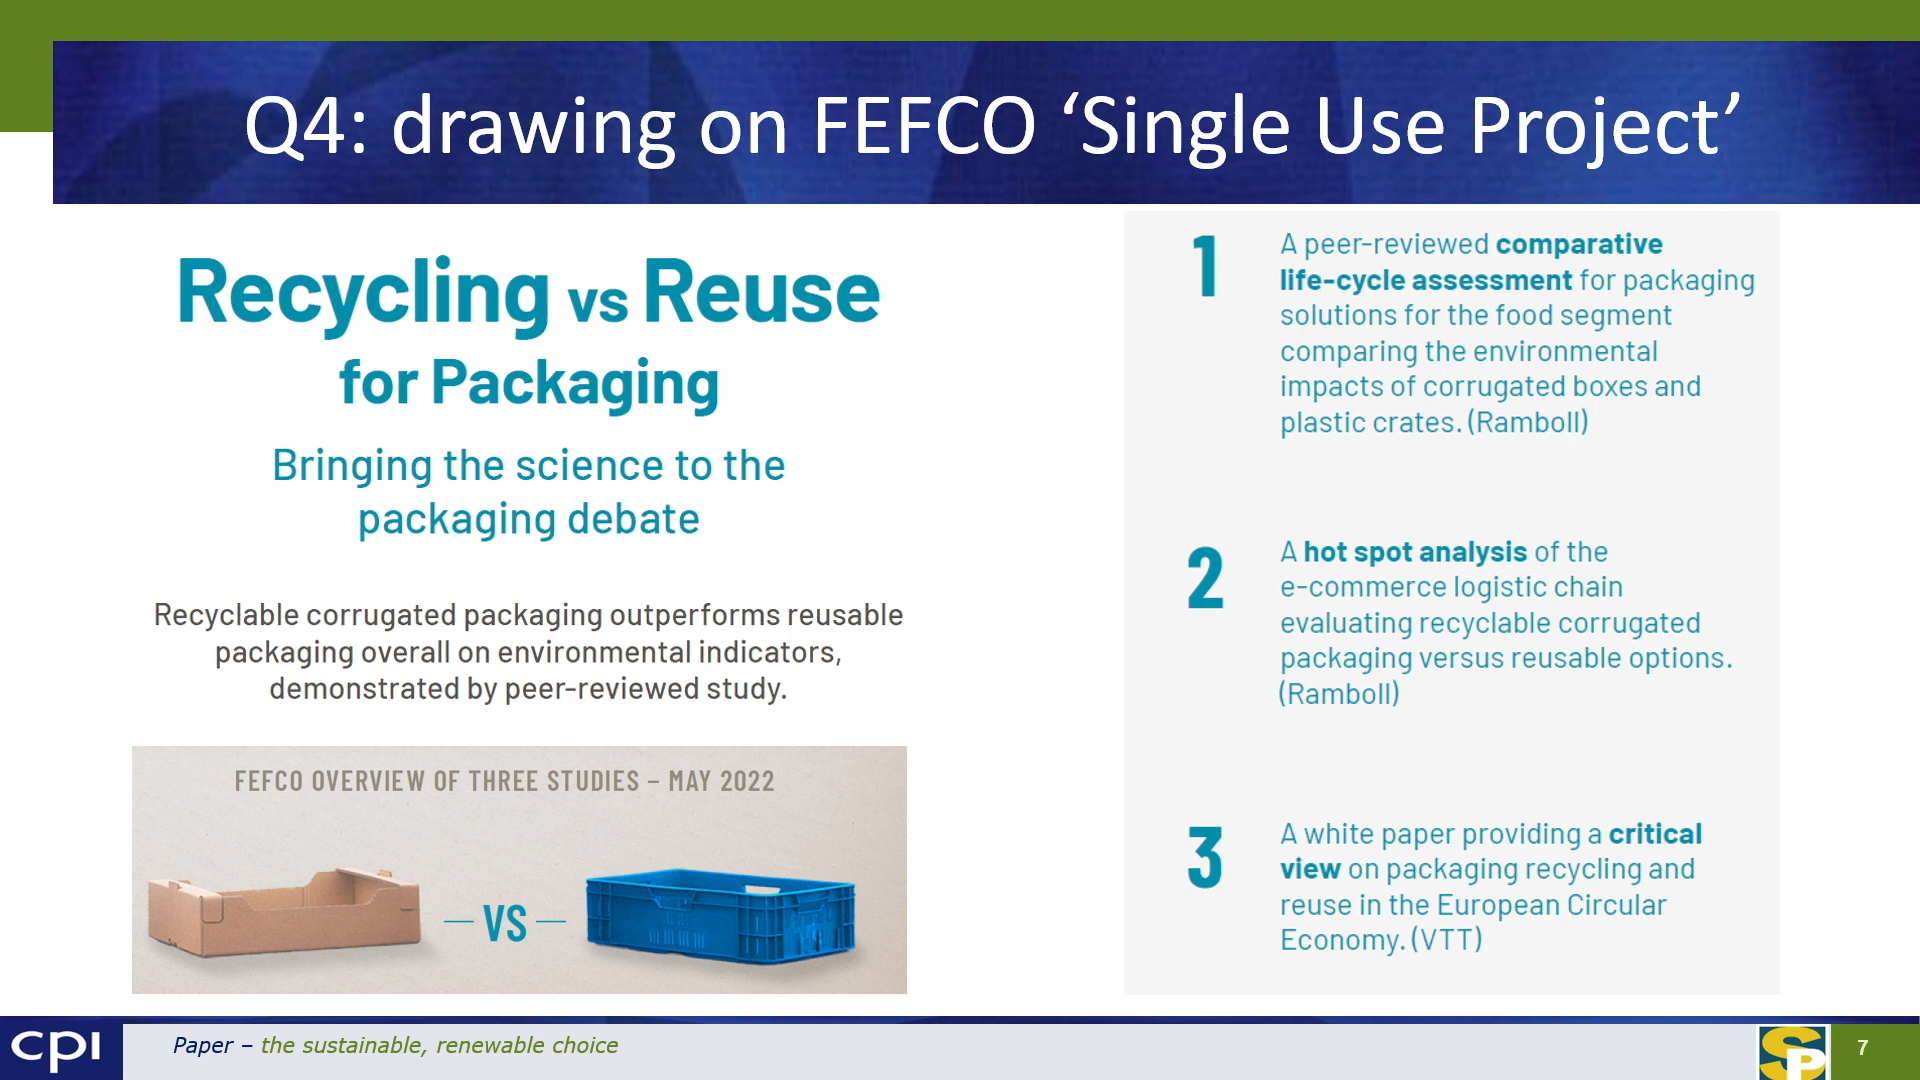 Q4: drawing on FEFCO ‘Single Use Project’
Recycling vs Reuse
for Packaging
Bringing the science to the
packaging debate
Recyclable corrugated packaging outperforms reusable
packaging overall on environmental indicators,
demonstrated by peer-reviewed study.
FEFCO OVERVIEW OF THREE STUDIES – MAY 2022
VS
1
A peer-reviewed comparative
life-cycle assessment for packaging
solutions for the food segment
comparing the environmental
impacts of corrugated boxes and
plastic crates. (Ramboll)
2
A hot spot analysis of the
e-commerce logistic chain
evaluating recyclable corrugated
packaging versus reusable options.
(Ramboll)
3
A white paper providing a critical
view on packaging recycling and
reuse in the European Circular
Economy. (VTT)
cpi
Paper – the sustainable, renewable choice
SP
7